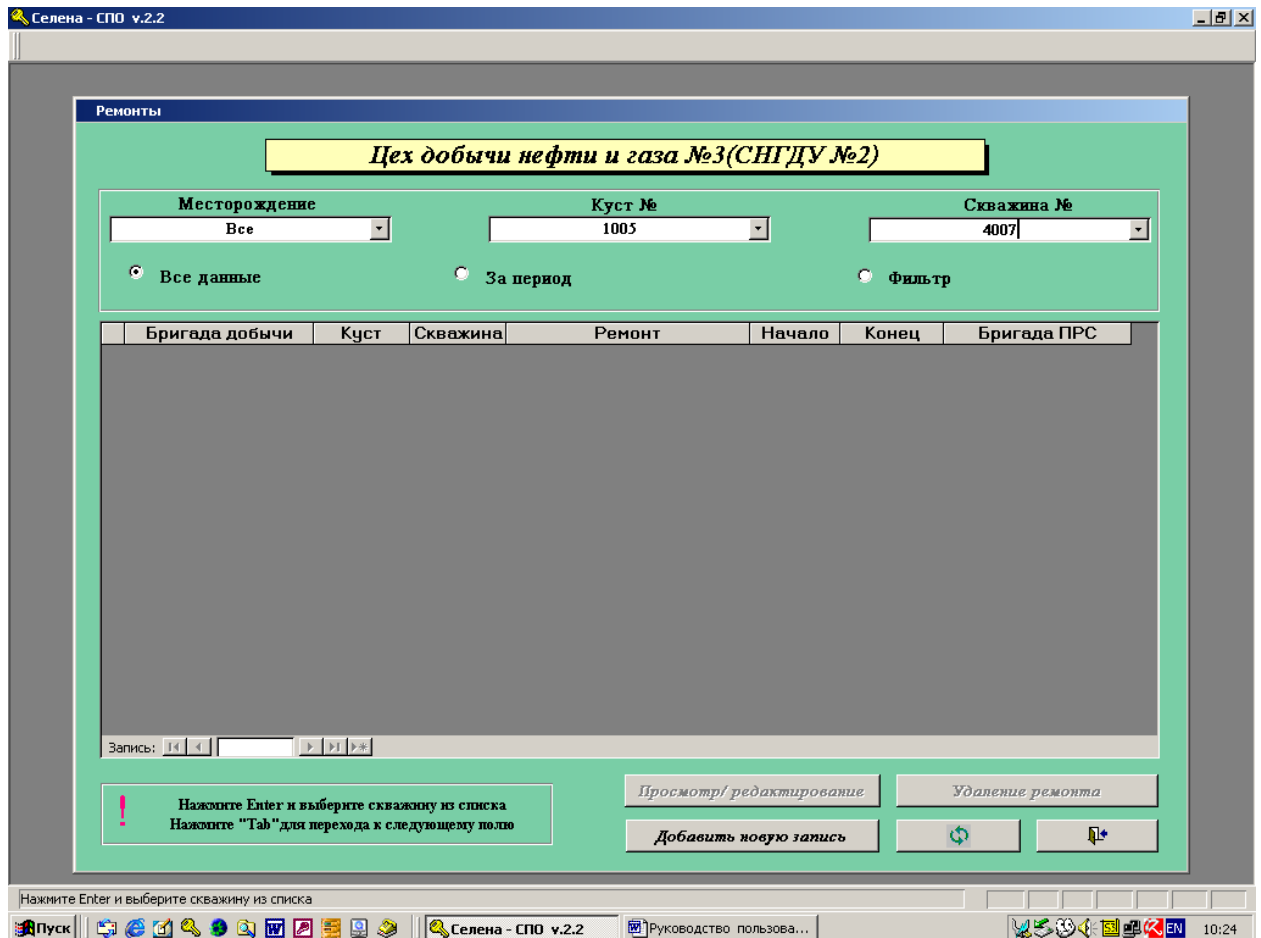 Селена - СПО v.2.2
Ремонты
Цех добычи нефти и газа №3(СНГДУ №2)
Месторождение Куст № Скважина №
Все 1005 4007
Все данные За период Фильтр
Бригада добычи Куст Скважина Ремонт Начало Конец Бригада ПРС
Запись:
Нажмите Enter и выберите скважину из списка
Нажмите "Tab"для перехода к следующему полю
Просмотр/ редактирование Удаление ремонта
Добавить новую запись
Нажмите Enter и выберите скважину из списка
Пуск Селена - СПО v.2.2 Руководство пользова... EN 10:24